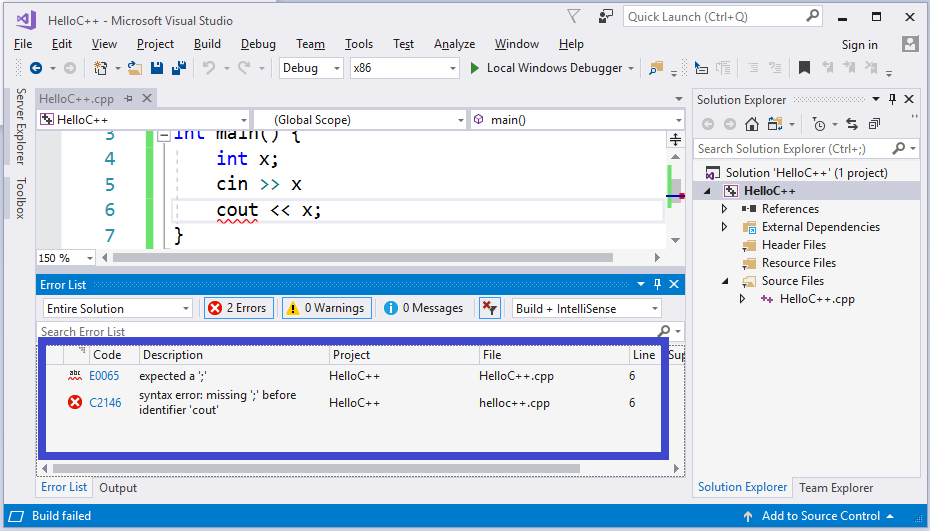 HelloC++ - Microsoft Visual Studio
Quick Launch (Ctrl+Q)
File Edit View Project Build Debug Team Tools Test Analyze Window Help
Sign in
Debug x86 Local Windows Debugger
Server Explorer
Toolbox
HelloC++.cpp
HelloC++ (Global Scope) main()
3 int main() {
4 int x;
5 cin >> x
6 cout << x;
7 }
150 %
Error List
Entire Solution 2 Errors 0 Warnings 0 Messages Build + IntelliSense
Search Error List
Code Description Project File Line Sup
abc E0065 expected a ';' HelloC++ HelloC++.cpp 6
C2146 syntax error: missing ';' before identifier 'cout' HelloC++ helloc++.cpp 6
Error List Output
Solution Explorer
Search Solution Explorer (Ctrl+;)
Solution 'HelloC++' (1 project)
HelloC++
References
External Dependencies
Header Files
Resource Files
Source Files
HelloC++.cpp
Solution Explorer Team Explorer
Build failed
Add to Source Control